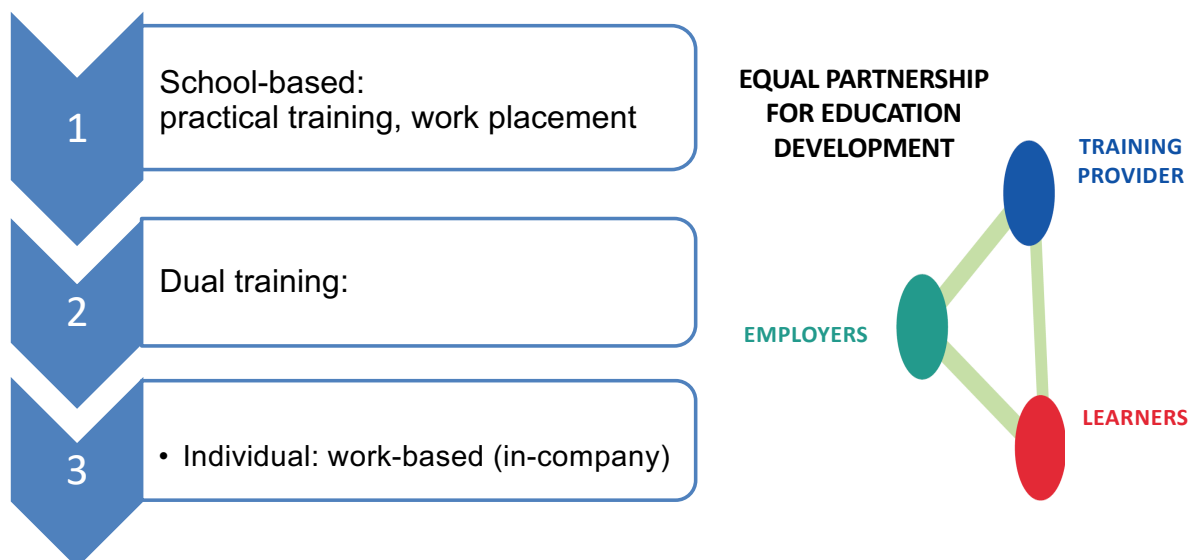 1
School-based:
practical training, work placement
2
Dual training:
3
• Individual: work-based (in-company)
EQUAL PARTNERSHIP
FOR EDUCATION
DEVELOPMENT
TRAINING
PROVIDER
EMPLOYERS
LEARNERS